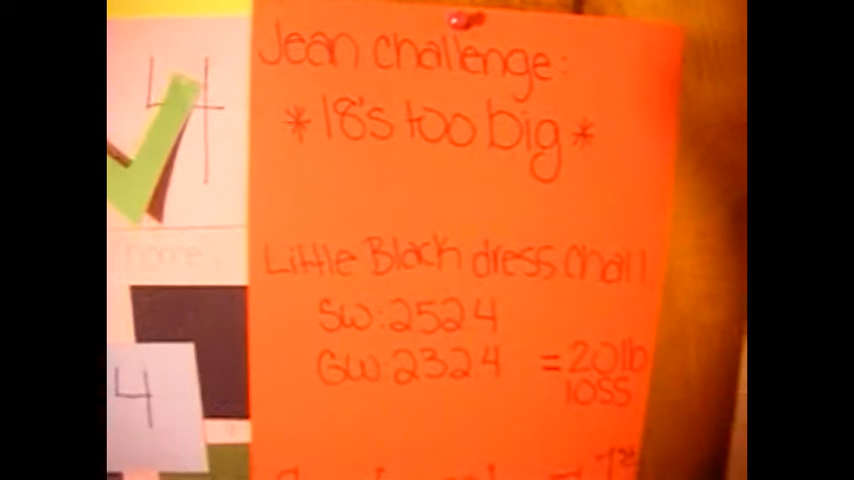 4
Jean challenge:
*18's too big*
home
Little Black dress chall
SW:252.4
GW:232.4 =20lb
loss
4